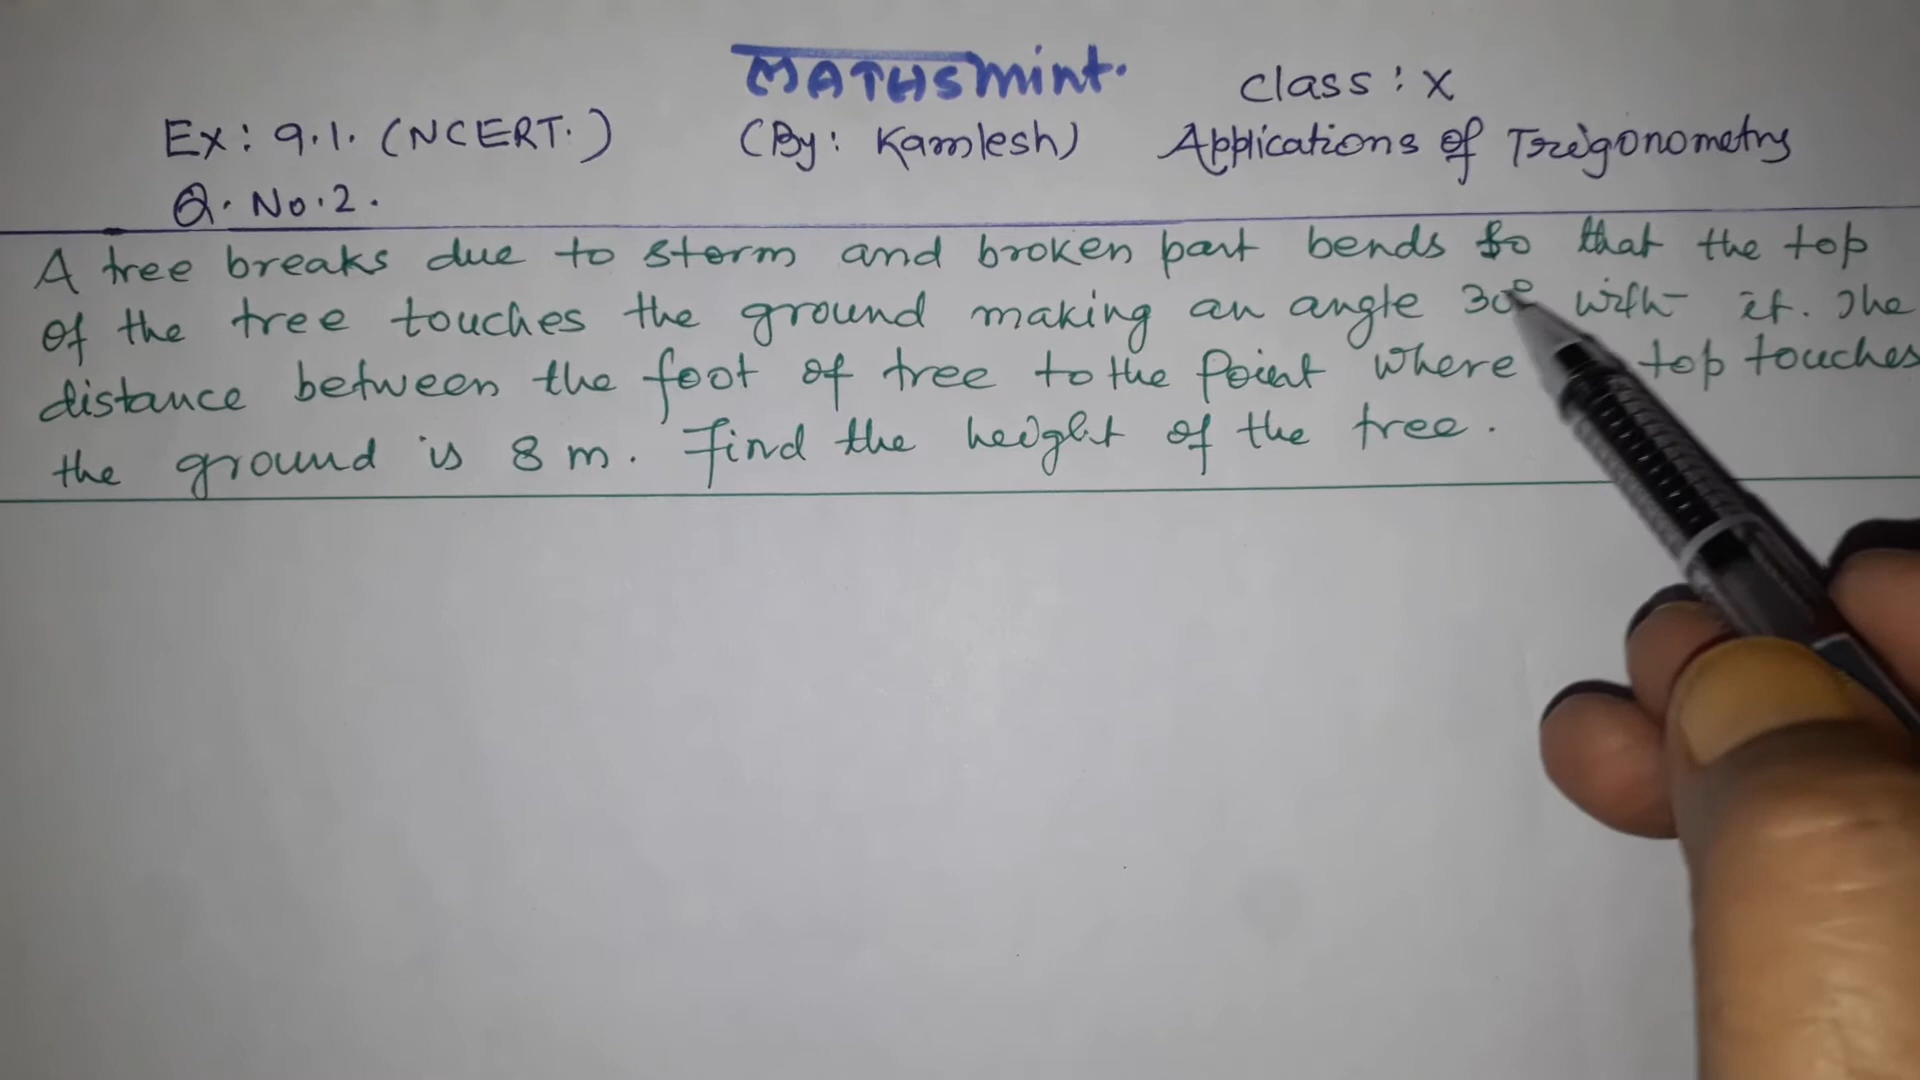 MATHSmint.
class : X
Ex: 9.1. (NCERT.)
(By: Kamlesh)
Applications of Trigonometry
Q. No. 2.
A tree breaks due to storm and broken part bends so that the top
of the tree touches the ground making an angle 30° with it. The
distance between the foot of tree to the point where top touches
the ground is 8 m. Find the height of the tree.